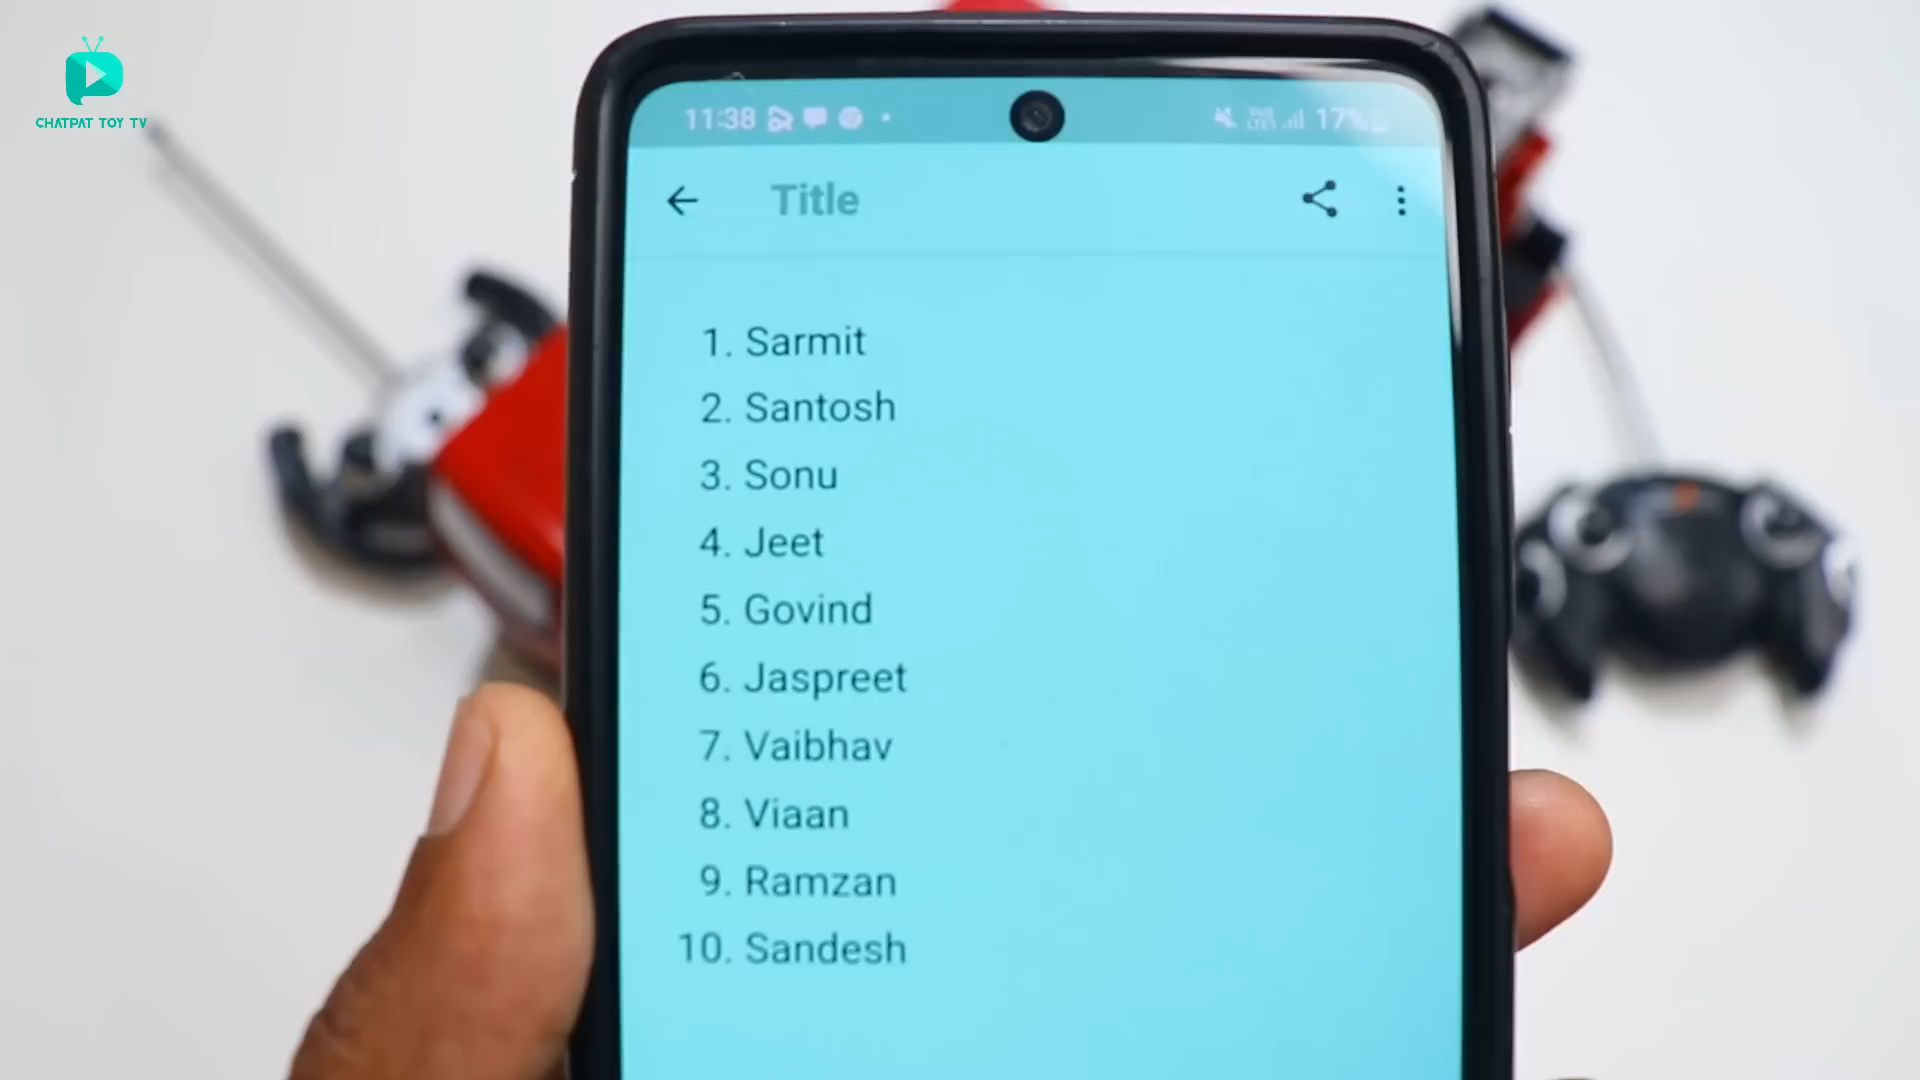 CHATPAT TOY TV
11:38 17%
Title
1. Sarmit
2. Santosh
3. Sonu
4. Jeet
5. Govind
6. Jaspreet
7. Vaibhav
8. Viaan
9. Ramzan
10. Sandesh